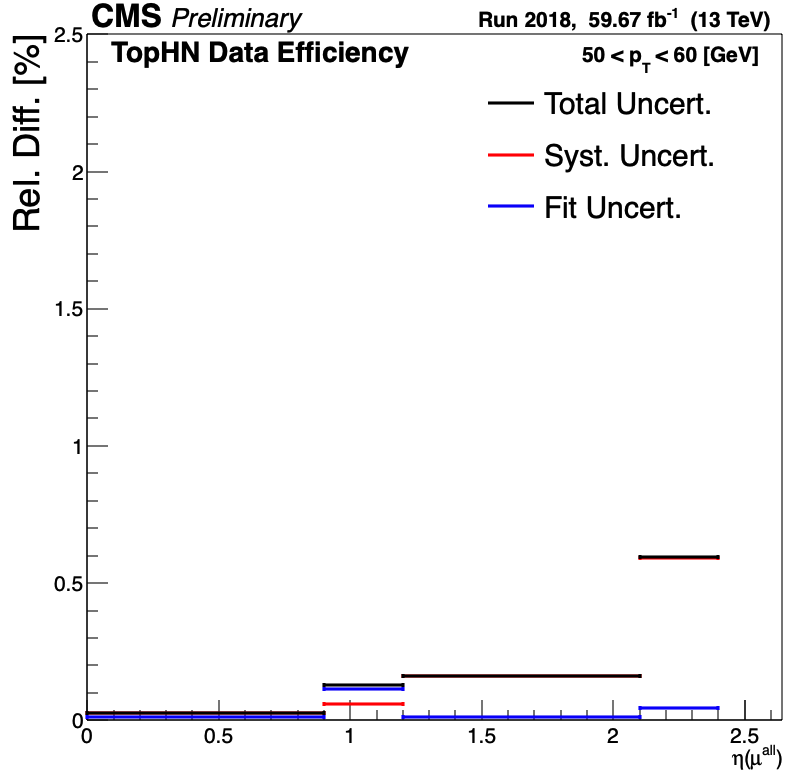 CMS Preliminary
Run 2018, 59.67 fb⁻¹ (13 TeV)
TopHN Data Efficiency
50 < p_T < 60 [GeV]
Total Uncert.
Syst. Uncert.
Fit Uncert.
Rel. Diff. [%]
2.5
2
1.5
1
0.5
0
0 0.5 1 1.5 2 2.5
η(μ^all)